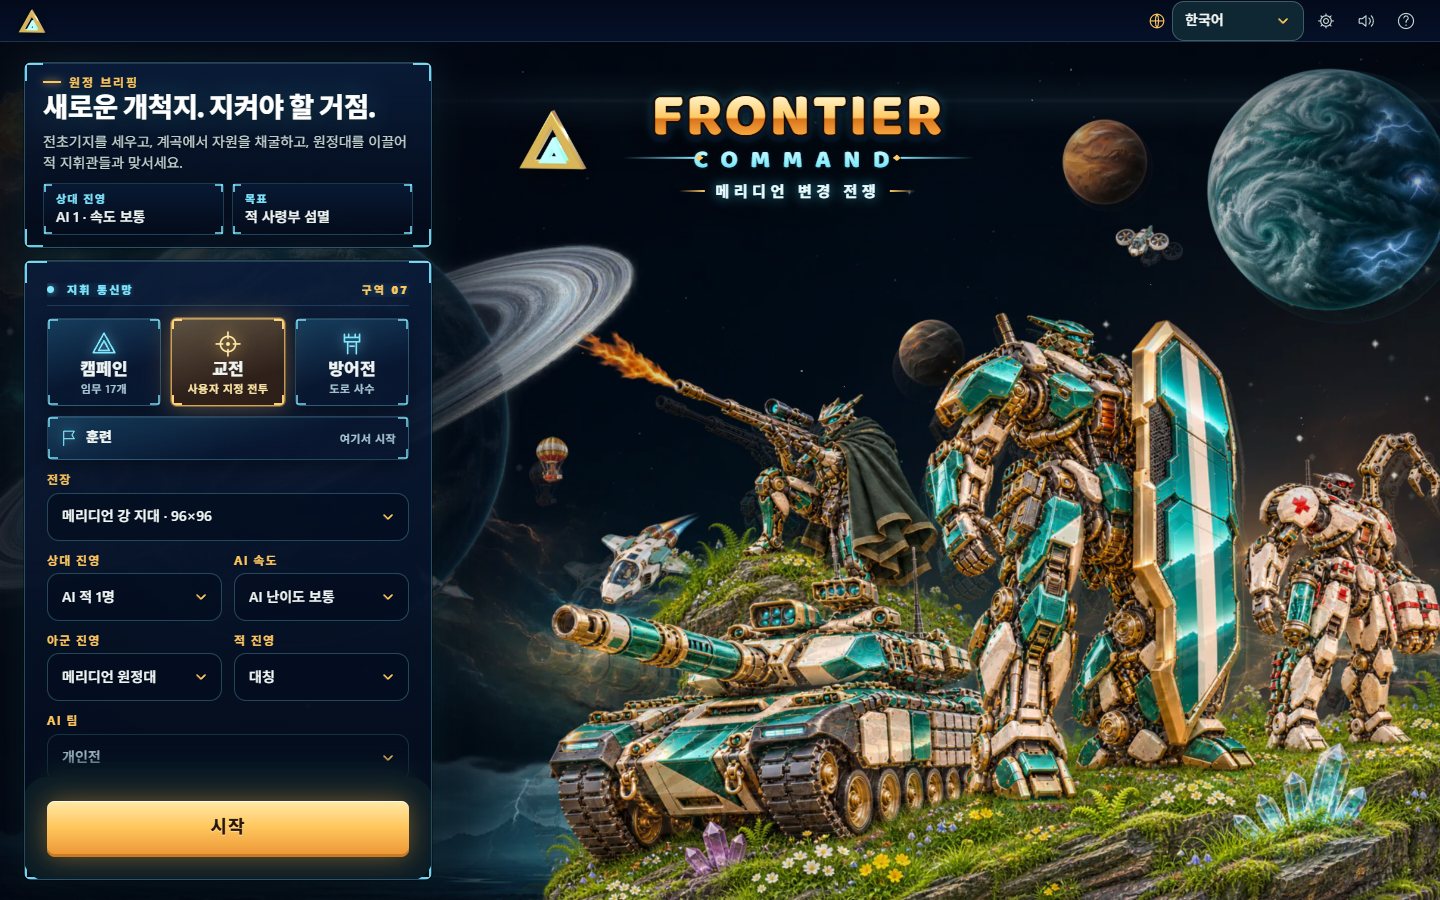 한국어
원정 브리핑
새로운 개척지. 지켜야 할 거점.
전초기지를 세우고, 계곡에서 자원을 채굴하고, 원정대를 이끌어
적 지휘관들과 맞서세요.
상대 진영
AI 1 · 속도 보통
목표
적 사령부 섬멸
지휘 통신망
구역 07
캠페인
임무 17개
교전
사용자 지정 전투
방어전
도로 사수
훈련
여기서 시작
전장
메리디언 강 지대 · 96×96
상대 진영
AI 적 1명
AI 속도
AI 난이도 보통
아군 진영
메리디언 원정대
적 진영
대칭
AI 팀
개인전
시작
FRONTIER
COMMAND
메리디언 변경 전쟁